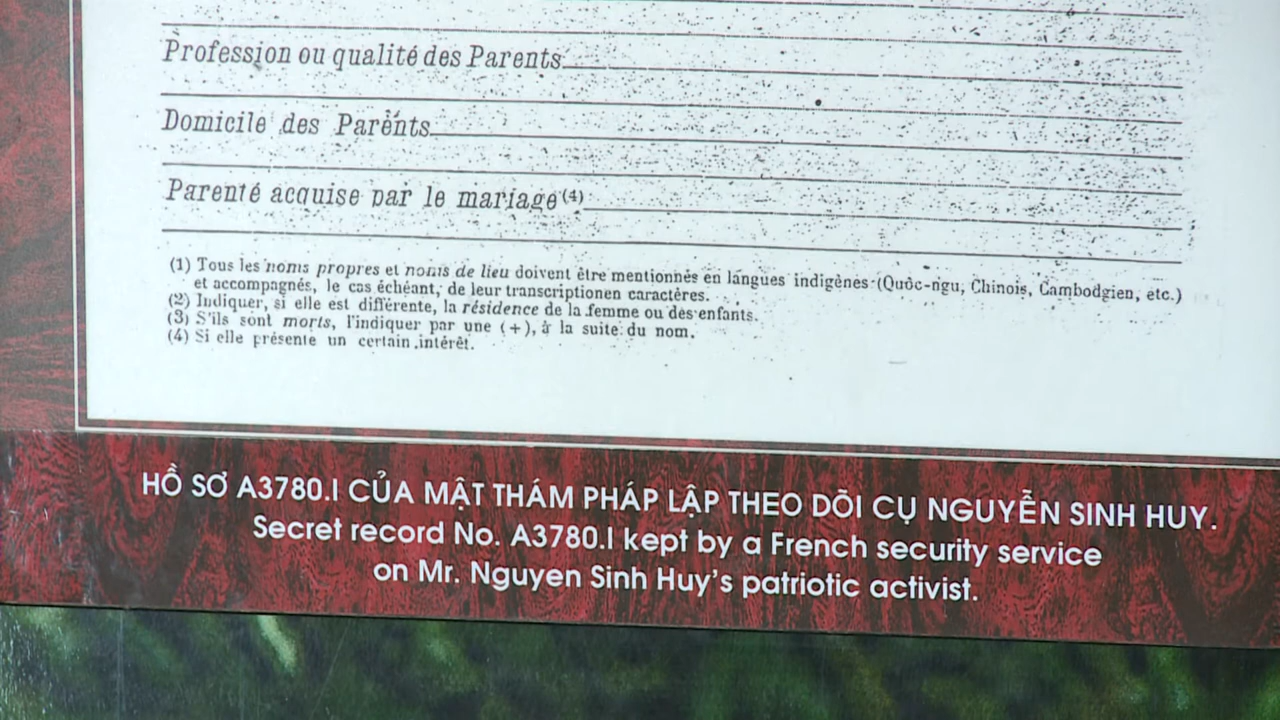 Profession ou qualité des Parents
Domicile des Parents
Parenté acquise par le mariage (4)
(1) Tous les noms propres et noms de lieu doivent être mentionnés en langues indigènes (Quôc-ngu, Chinois, Cambodgien, etc.)
et accompagnés, le cas échéant, de leur transcriptionen caractères.
(2) Indiquer, si elle est différente, la résidence de la femme ou des enfants.
(3) S'ils sont morts, l'indiquer par une (+), à la suite du nom.
(4) Si elle présente un certain intérêt.
HỒ SƠ A3780.I CỦA MẬT THÁM PHÁP LẬP THEO DÕI CỤ NGUYỄN SINH HUY.
Secret record No. A3780.I kept by a French security service
on Mr. Nguyen Sinh Huy's patriotic activist.